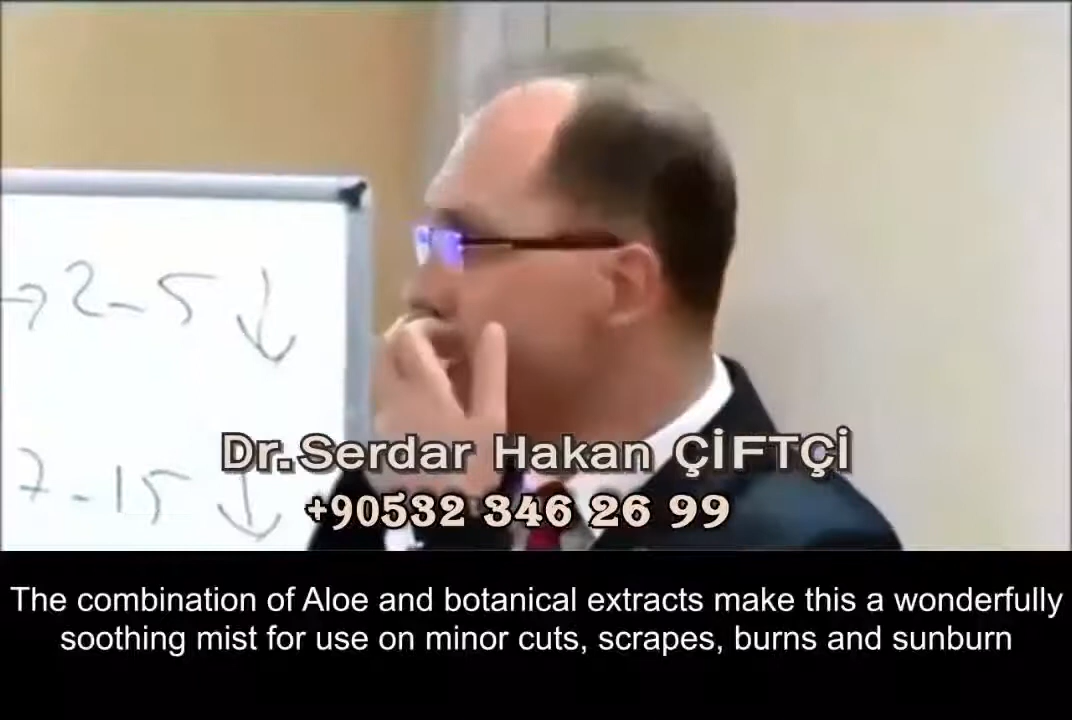 →2-5↓
7-15↓
Dr.Serdar Hakan ÇİFTÇİ
+90532 346 26 99
The combination of Aloe and botanical extracts make this a wonderfully
soothing mist for use on minor cuts, scrapes, burns and sunburn